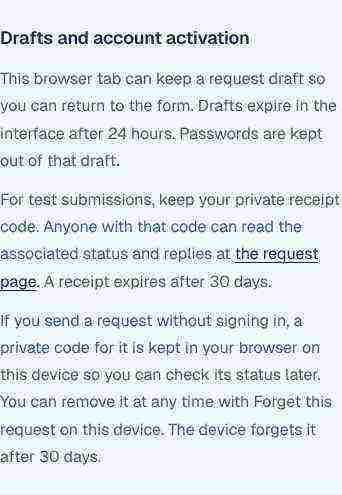 Drafts and account activation
This browser tab can keep a request draft so
you can return to the form. Drafts expire in the
interface after 24 hours. Passwords are kept
out of that draft.
For test submissions, keep your private receipt
code. Anyone with that code can read the
associated status and replies at the request
page. A receipt expires after 30 days.
If you send a request without signing in, a
private code for it is kept in your browser on
this device so you can check its status later.
You can remove it at any time with Forget this
request on this device. The device forgets it
after 30 days.